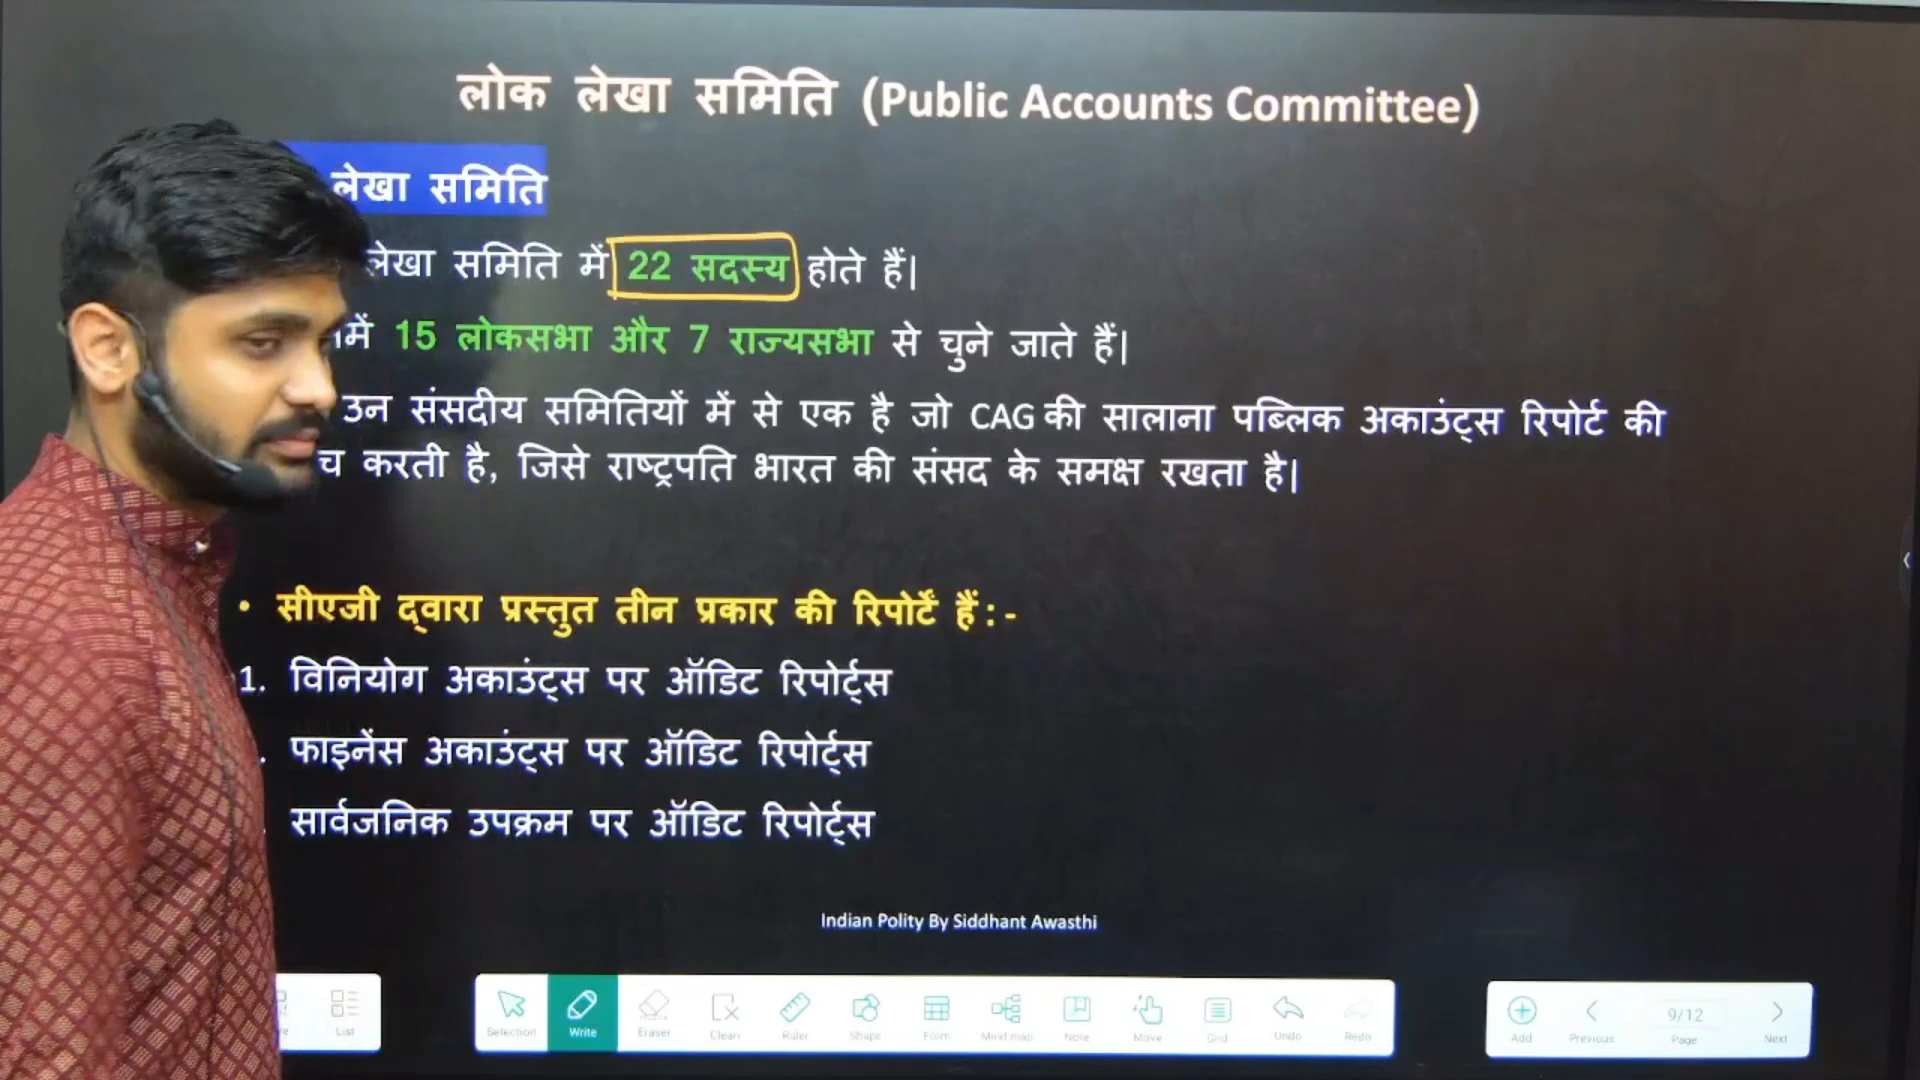 लोक लेखा समिति (Public Accounts Committee)
लेखा समिति
लेखा समिति में 22 सदस्य होते हैं|
15 लोकसभा और 7 राज्यसभा से चुने जाते हैं|
उन संसदीय समितियों में से एक है जो CAG की सालाना पब्लिक अकाउंट्स रिपोर्ट की
करती है, जिसे राष्ट्रपति भारत की संसद के समक्ष रखता है|
• सीएजी द्वारा प्रस्तुत तीन प्रकार की रिपोर्टें हैं:-
1. विनियोग अकाउंट्स पर ऑडिट रिपोर्ट्स
फाइनेंस अकाउंट्स पर ऑडिट रिपोर्ट्स
सार्वजनिक उपक्रम पर ऑडिट रिपोर्ट्स
Indian Polity By Siddhant Awasthi
List Selection Write Eraser Clean Ruler Shape Form Mind map Note Move Grid Undo Redo Add Previous 9/12 Page Next